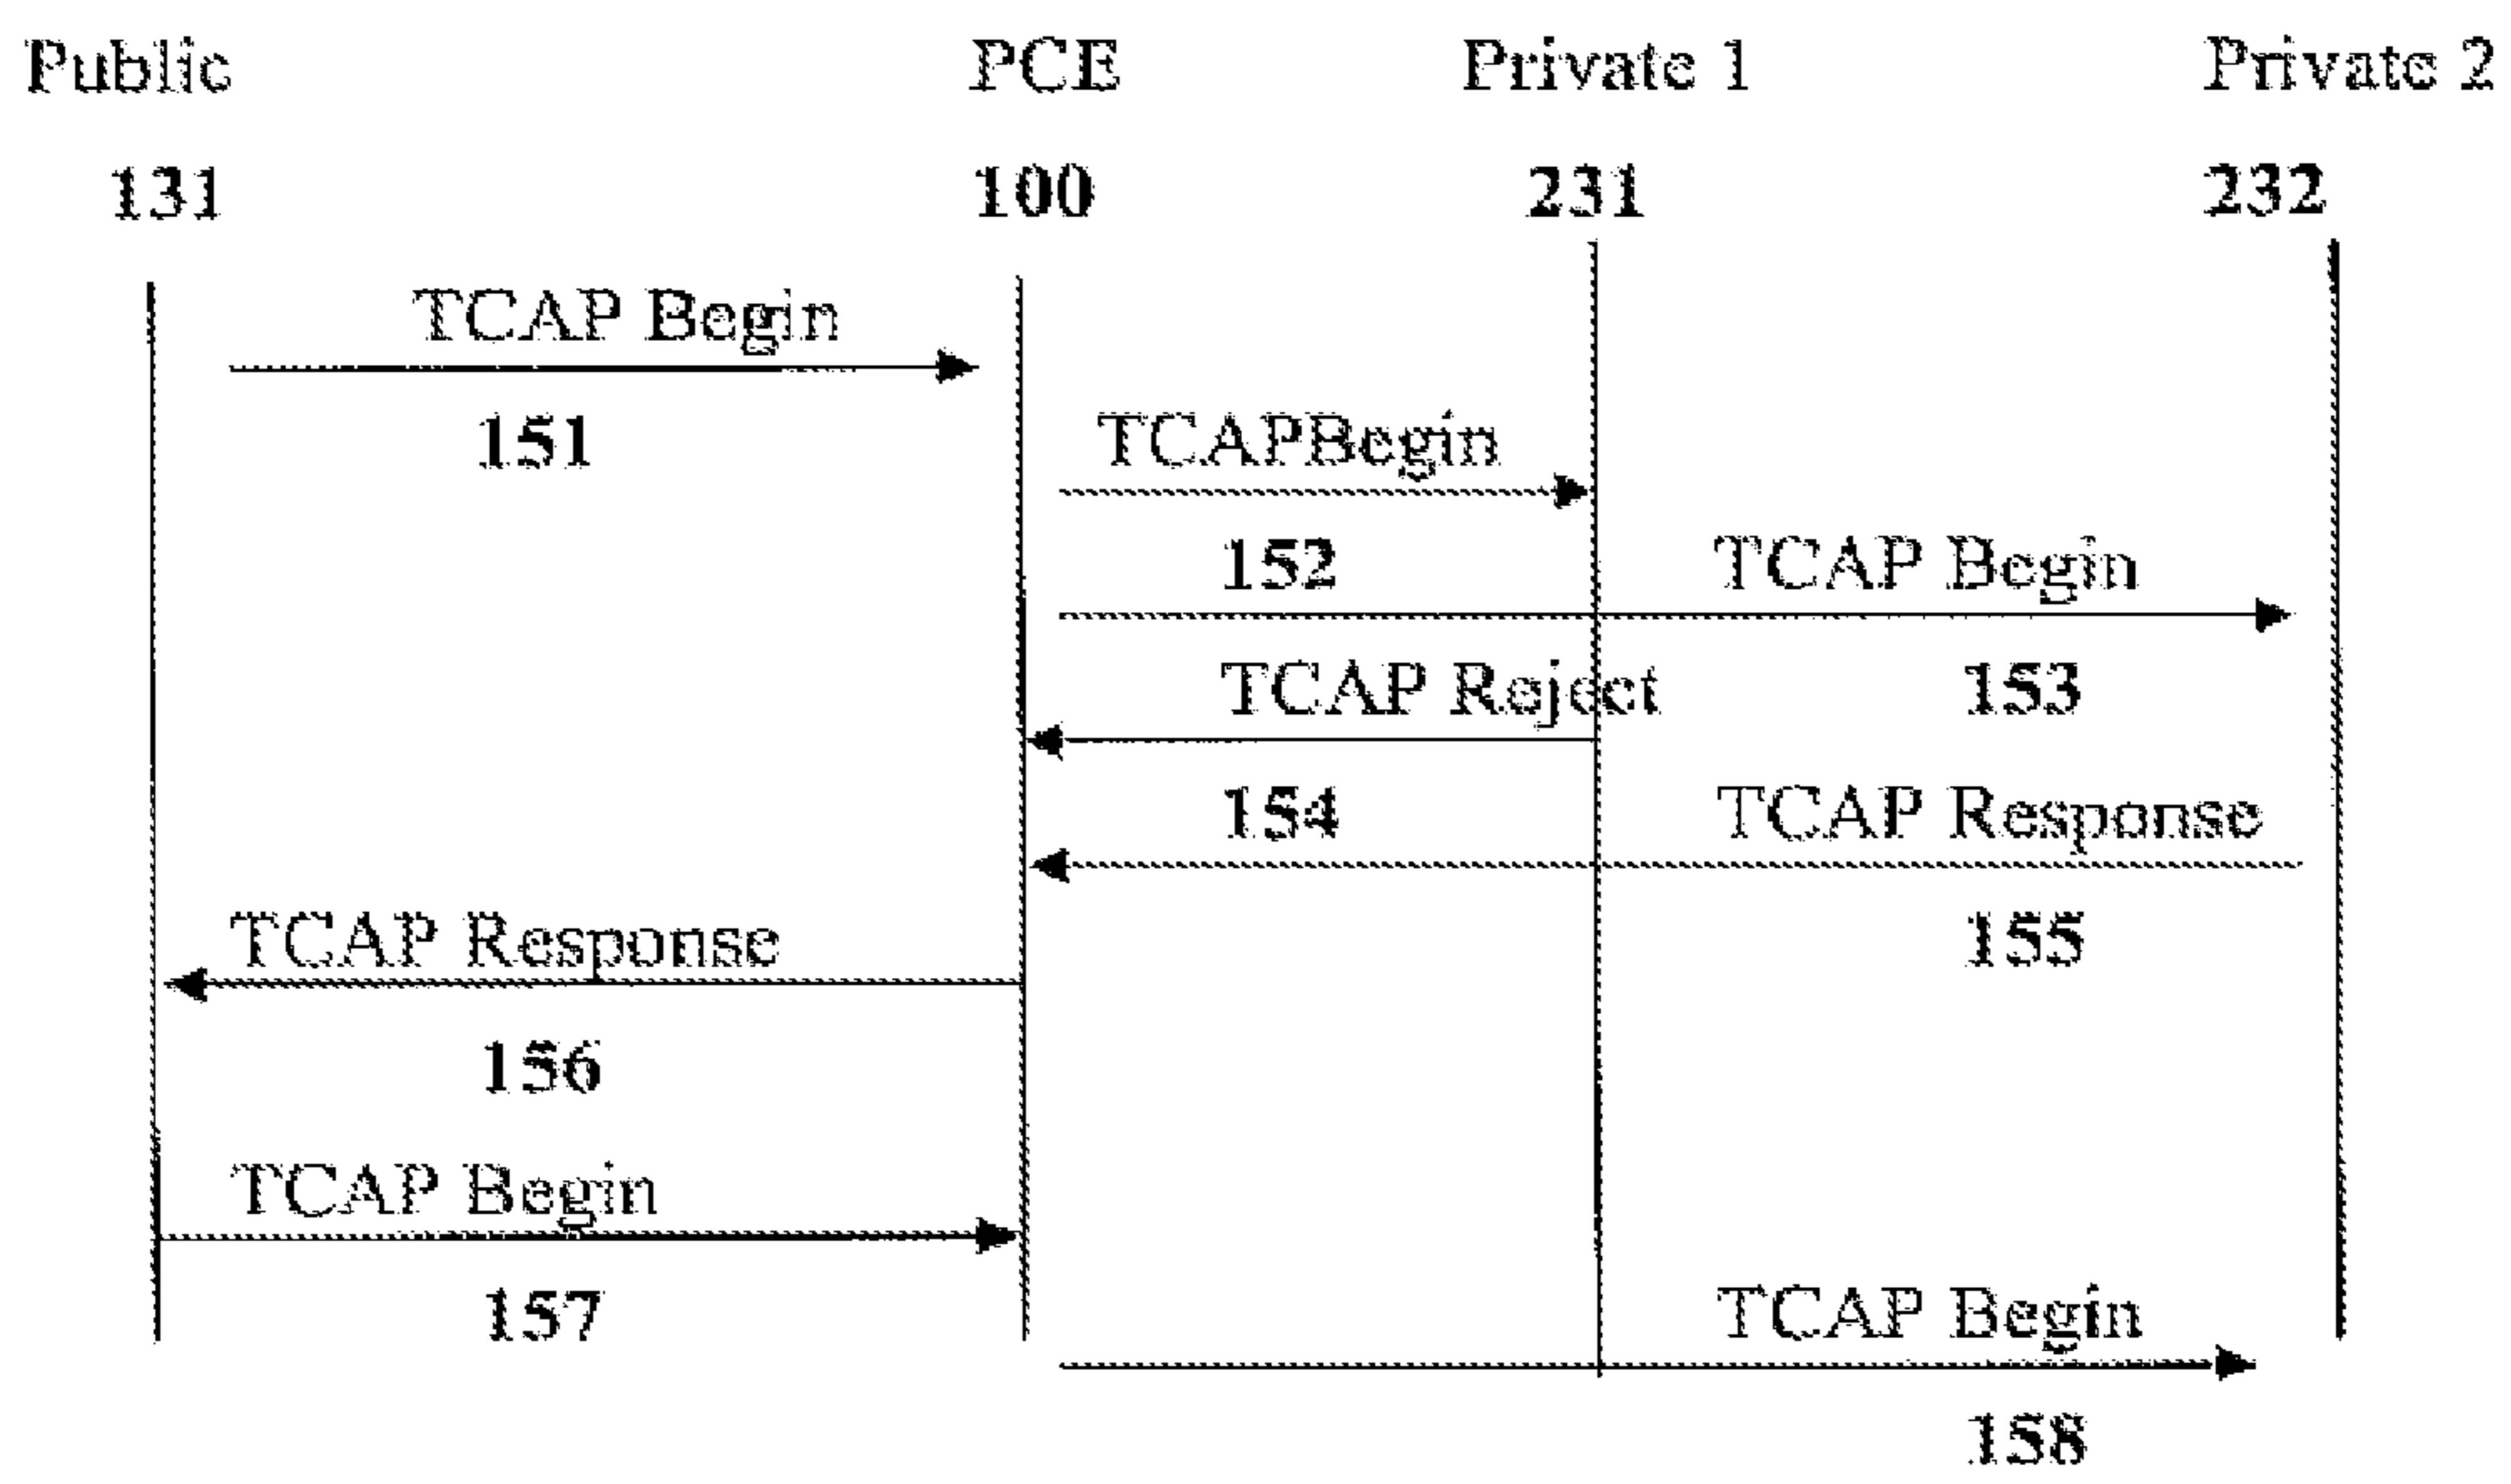 Public PCE Private 1 Private 2
131 100 231 232
TCAP Begin
151
TCAPBegin
152
TCAP Begin
153
TCAP Reject
154
TCAP Response
155
TCAP Response
156
TCAP Begin
157
TCAP Begin
158